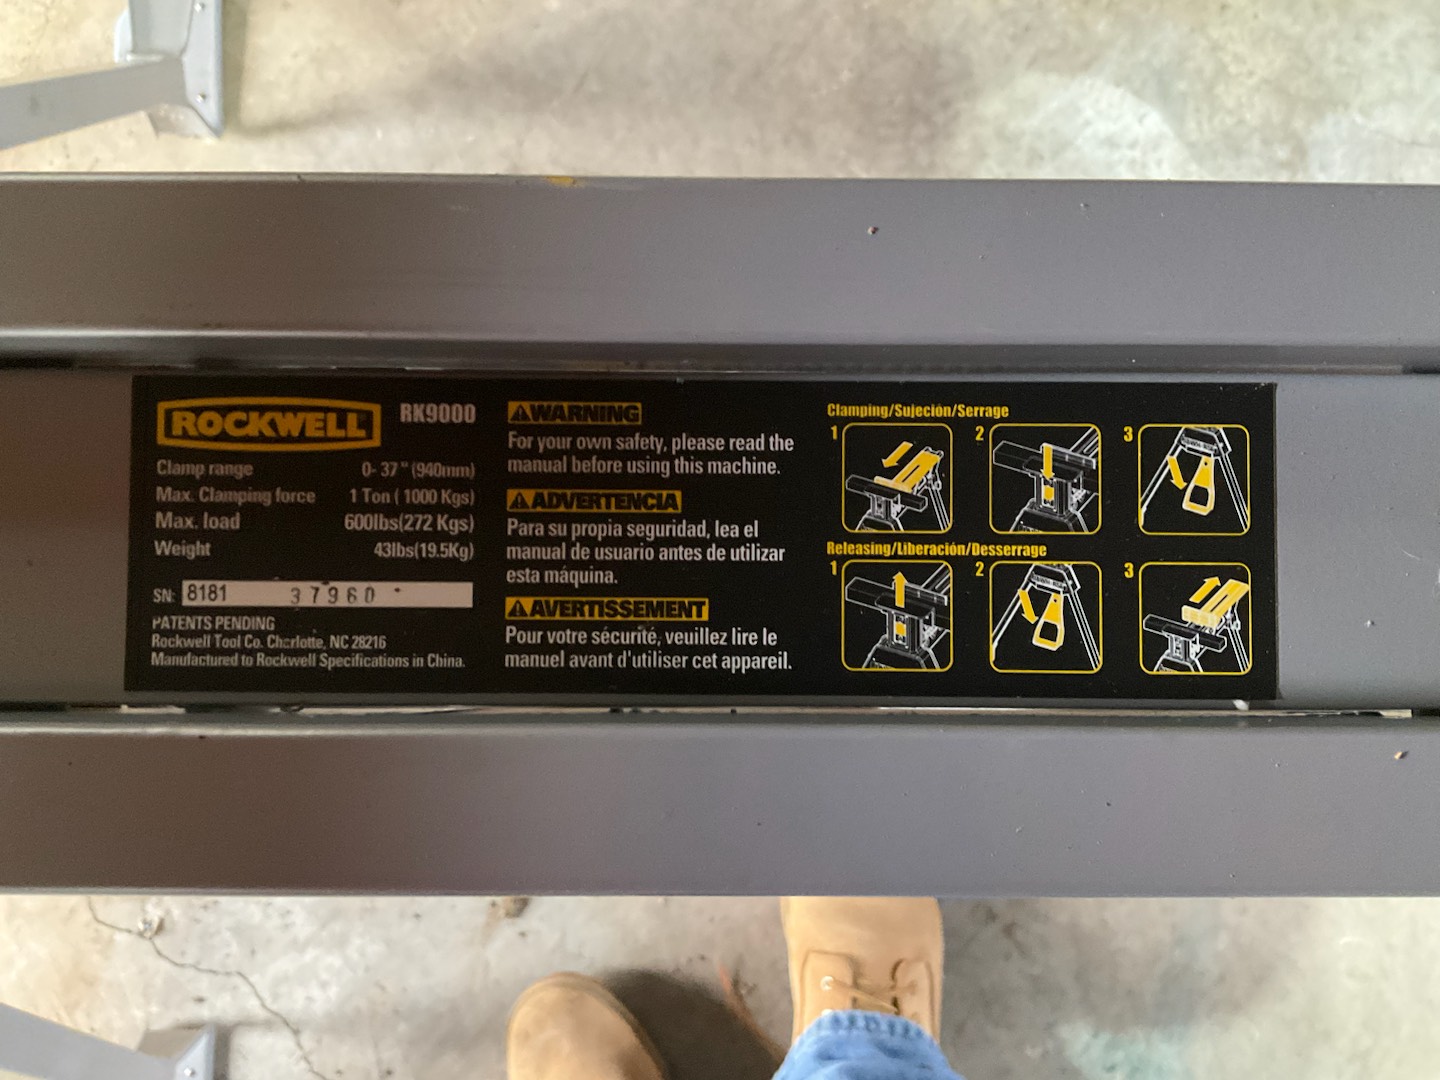 ROCKWELL RK9000
Clamp range 0- 37" (940mm)
Max. Clamping force 1 Ton ( 1000 Kgs)
Max. load 600lbs(272 Kgs)
Weight 43lbs(19.5Kg)
SN: 8181 37960
PATENTS PENDING
Rockwell Tool Co. Charlotte, NC 28216
Manufactured to Rockwell Specifications in China.
WARNING
For your own safety, please read the
manual before using this machine.
ADVERTENCIA
Para su propia seguridad, lea el
manual de usuario antes de utilizar
esta máquina.
AVERTISSEMENT
Pour votre sécurité, veuillez lire le
manuel avant d'utiliser cet appareil.
Clamping/Sujeción/Serrage
1 2 3
Releasing/Liberación/Desserrage
1 2 3